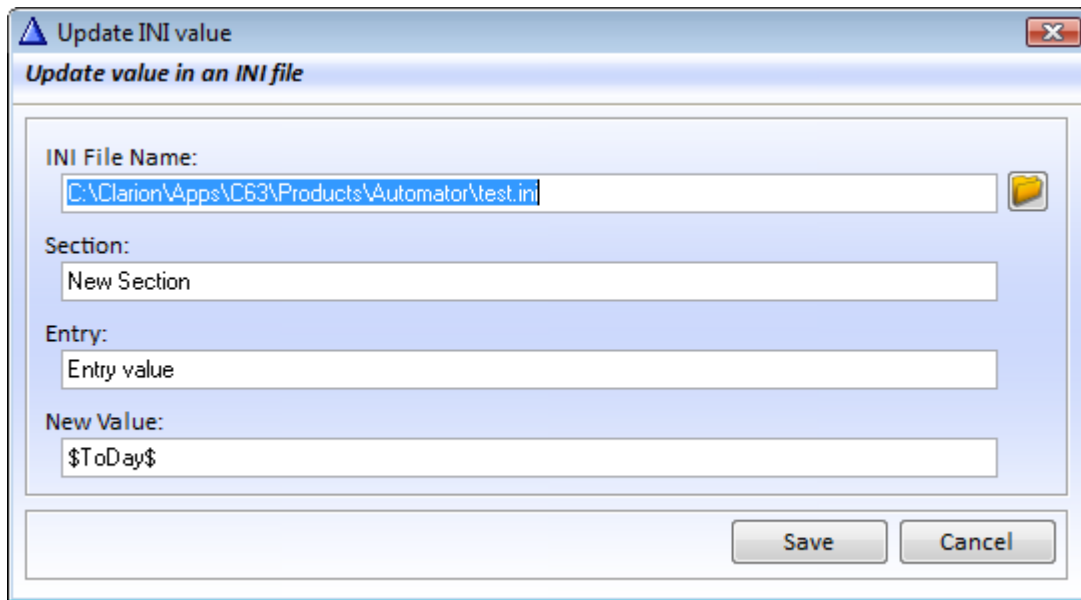 Update INI value
Update value in an INI file
INI File Name:
C:\Clarion\Apps\C63\Products\Automator\test.ini
Section:
New Section
Entry:
Entry value
New Value:
$ToDay$
Save
Cancel